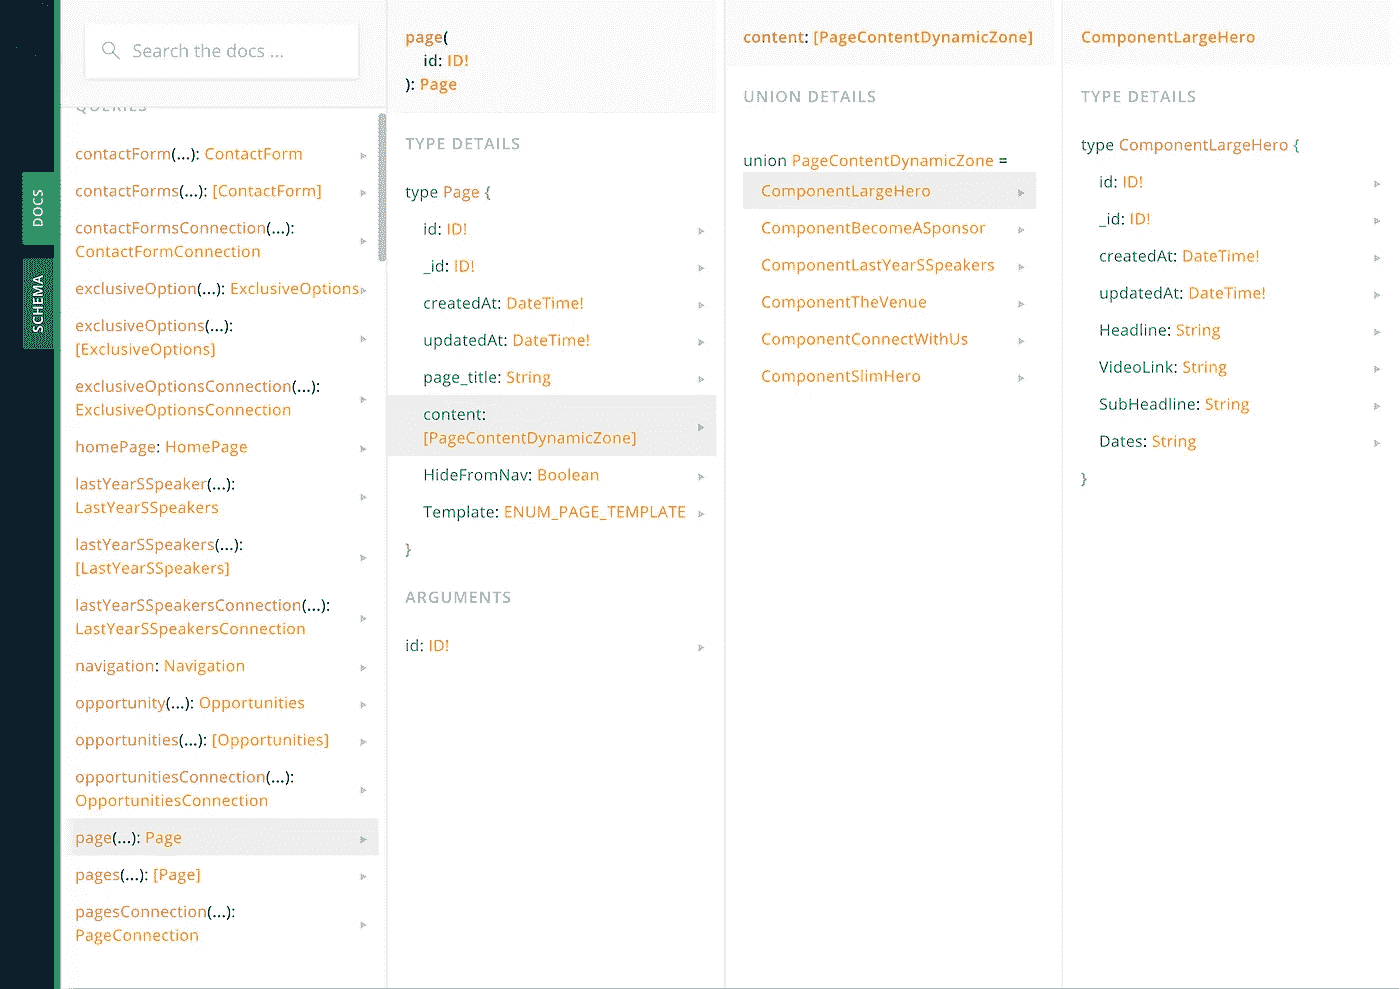 DOCS
SCHEMA
Search the docs ...
QUERIES
contactForm(...): ContactForm
contactForms(...): [ContactForm]
contactFormsConnection(...):
ContactFormConnection
exclusiveOption(...): ExclusiveOptions
exclusiveOptions(...):
[ExclusiveOptions]
exclusiveOptionsConnection(...):
ExclusiveOptionsConnection
homePage: HomePage
lastYearSSpeaker(...):
LastYearSSpeakers
lastYearSSpeakers(...):
[LastYearSSpeakers]
lastYearSSpeakersConnection(...):
LastYearSSpeakersConnection
navigation: Navigation
opportunity(...): Opportunities
opportunities(...): [Opportunities]
opportunitiesConnection(...):
OpportunitiesConnection
page(...): Page
pages(...): [Page]
pagesConnection(...):
PageConnection
page(
id: ID!
): Page
TYPE DETAILS
type Page {
id: ID!
_id: ID!
createdAt: DateTime!
updatedAt: DateTime!
page_title: String
content:
[PageContentDynamicZone]
HideFromNav: Boolean
Template: ENUM_PAGE_TEMPLATE
}
ARGUMENTS
id: ID!
content: [PageContentDynamicZone]
UNION DETAILS
union PageContentDynamicZone =
ComponentLargeHero
ComponentBecomeASponsor
ComponentLastYearSSpeakers
ComponentTheVenue
ComponentConnectWithUs
ComponentSlimHero
ComponentLargeHero
TYPE DETAILS
type ComponentLargeHero {
id: ID!
_id: ID!
createdAt: DateTime!
updatedAt: DateTime!
Headline: String
VideoLink: String
SubHeadline: String
Dates: String
}